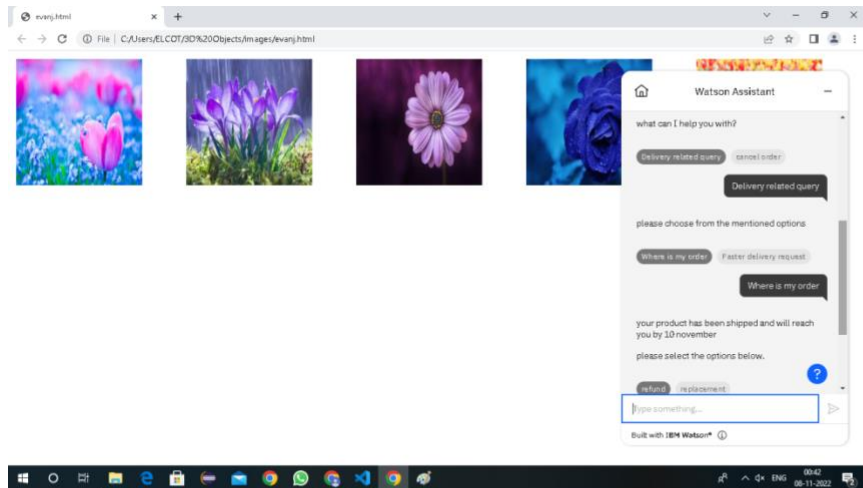 evanj.html
File | C:/Users/ELCOT/3D%20Objects/images/evanj.html
Watson Assistant
what can I help you with?
Delivery related query cancel order
Delivery related query
please choose from the mentioned options
Where is my order Faster delivery request
Where is my order
your product has been shipped and will reach
you by 10 november
please select the options below.
refund replacement
?
Type something...
Built with IBM Watson®
ENG
00:42
06-11-2022